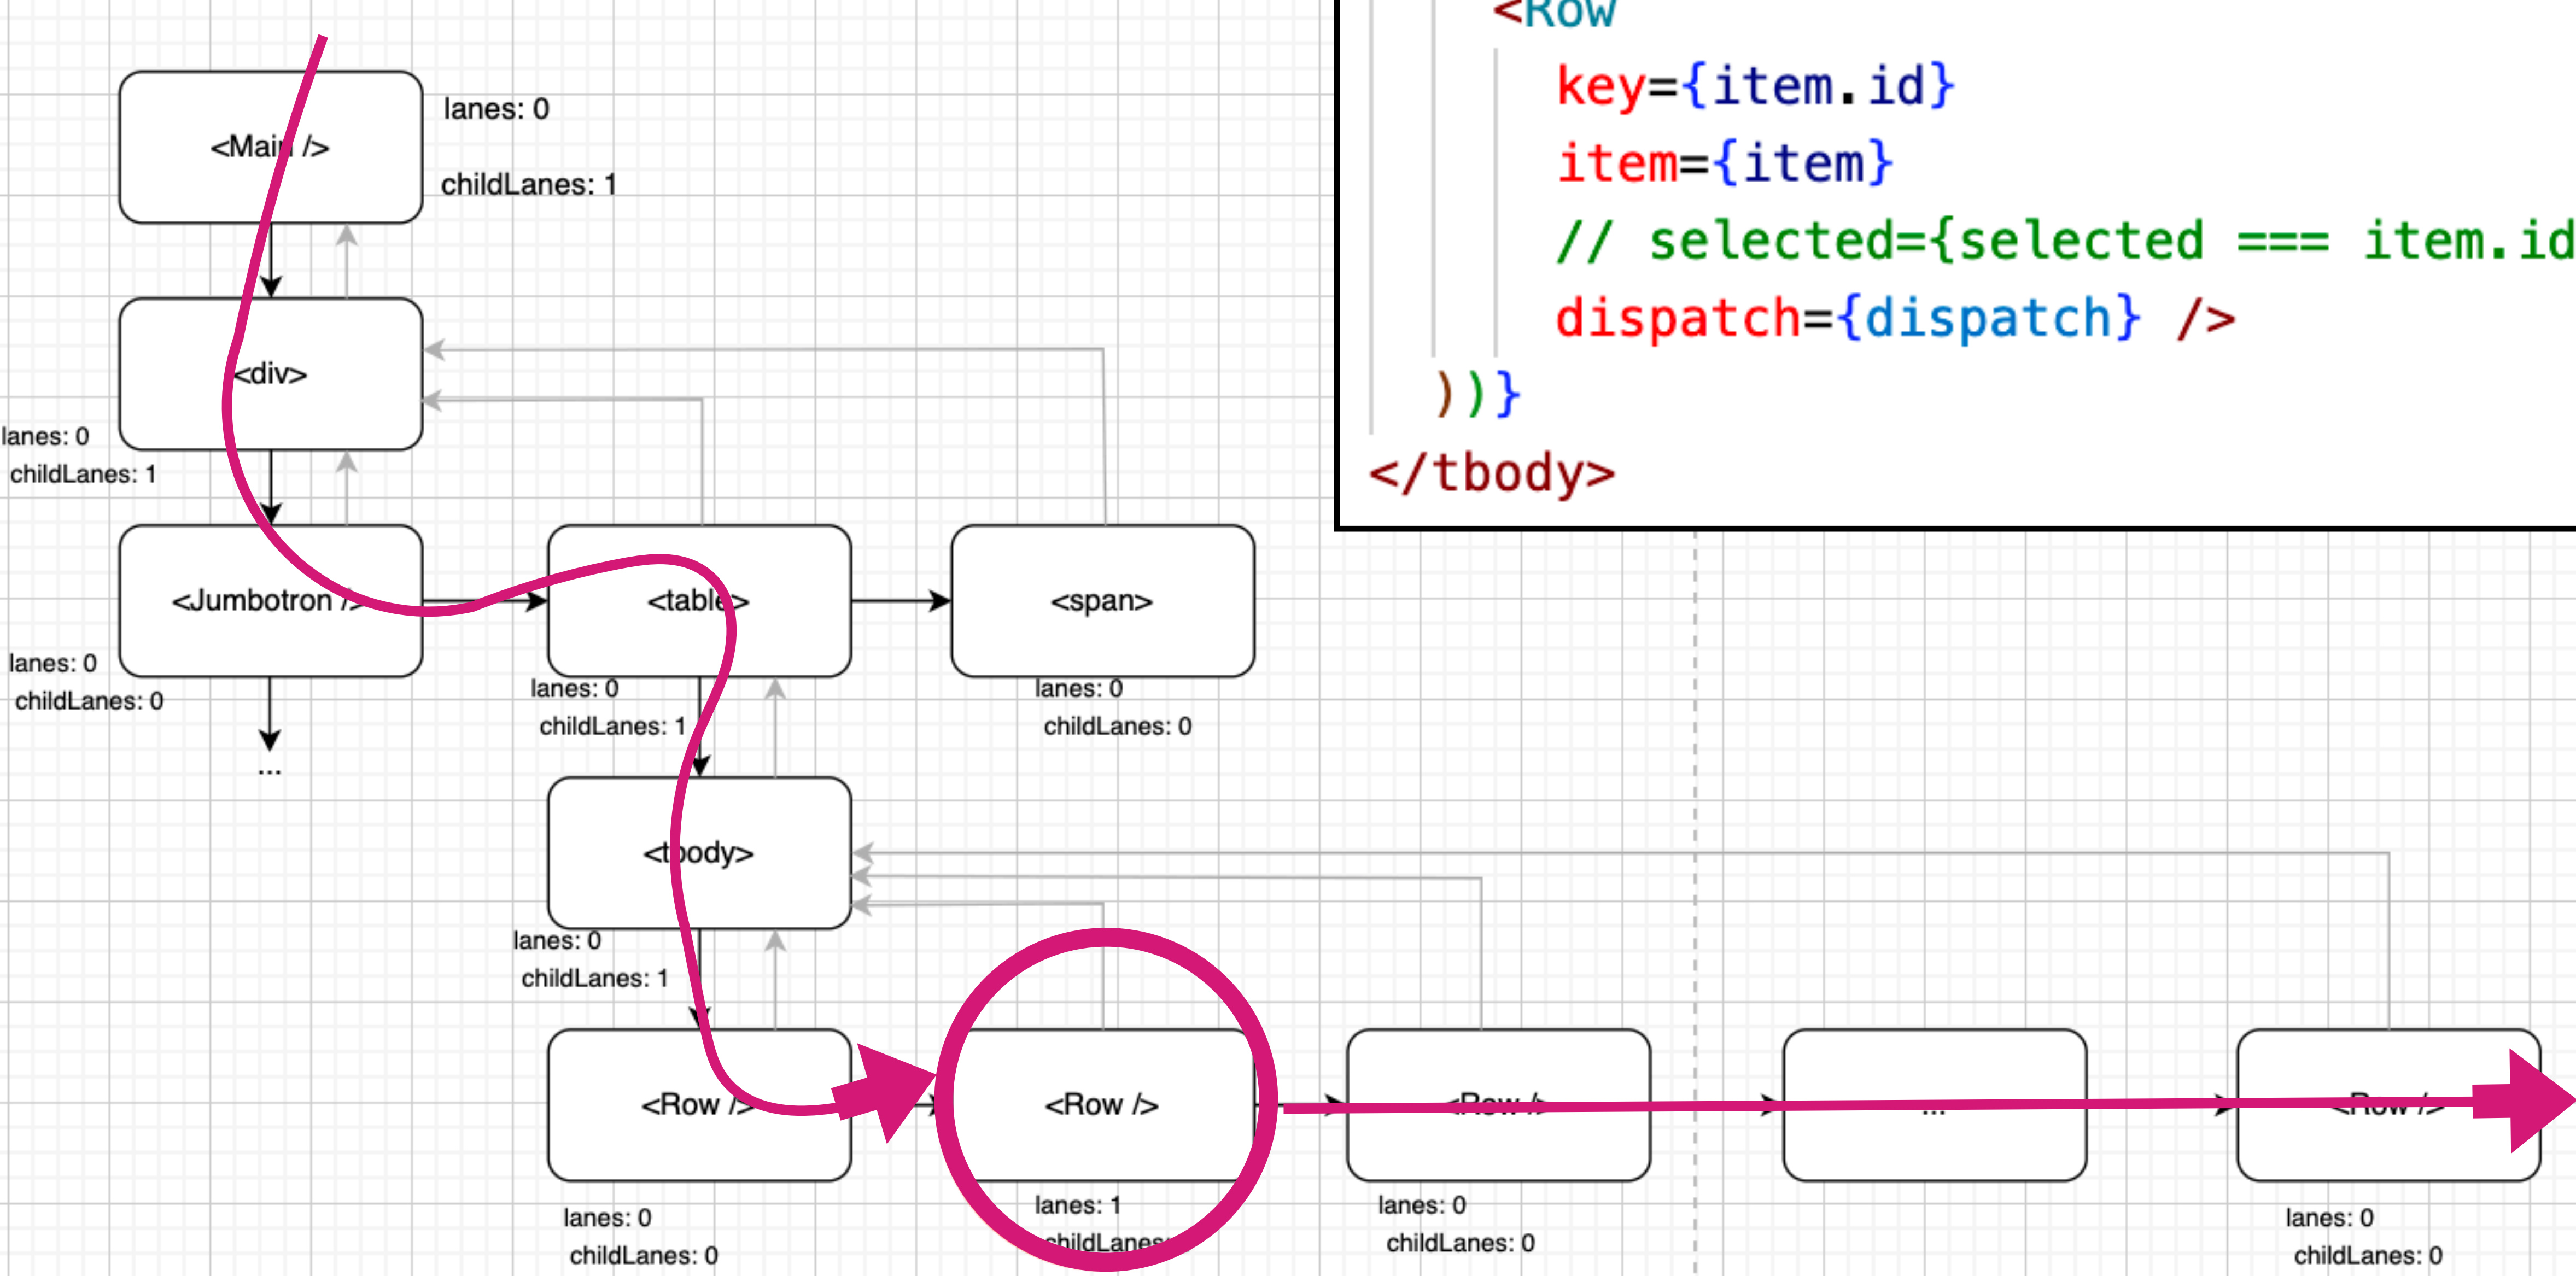 <Row
key={item.id}
item={item}
// selected={selected === item.id
dispatch={dispatch} />
))}
</tbody>
<Main />
lanes: 0
childLanes: 1
<div>
lanes: 0
childLanes: 1
<Jumbotron />
lanes: 0
childLanes: 0
...
<table>
lanes: 0
childLanes: 1
<span>
lanes: 0
childLanes: 0
<tbody>
lanes: 0
childLanes: 1
<Row />
lanes: 0
childLanes: 0
<Row />
lanes: 1
childLanes:
<Row />
lanes: 0
childLanes: 0
...
<Row />
lanes: 0
childLanes: 0